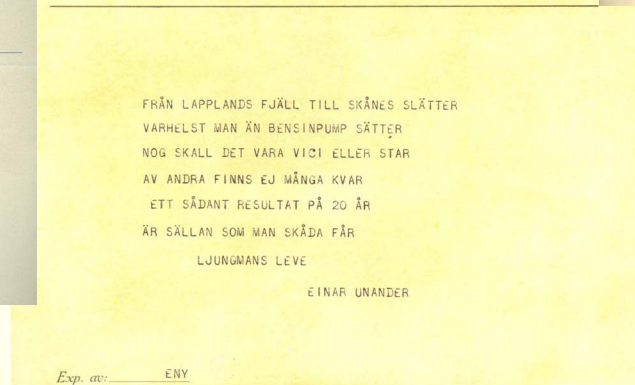 FRÅN LAPPLANDS FJÄLL TILL SKÅNES SLÄTTER
VARHELST MAN ÄN BENSINPUMP SÄTTER
NOG SKALL DET VARA VICI ELLER STAR
AV ANDRA FINNS EJ MÅNGA KVAR
ETT SÅDANT RESULTAT PÅ 20 ÅR
ÄR SÄLLAN SOM MAN SKÅDA FÅR
LJUNGMANS LEVE
EINAR UNANDER
Exp. av: ENY